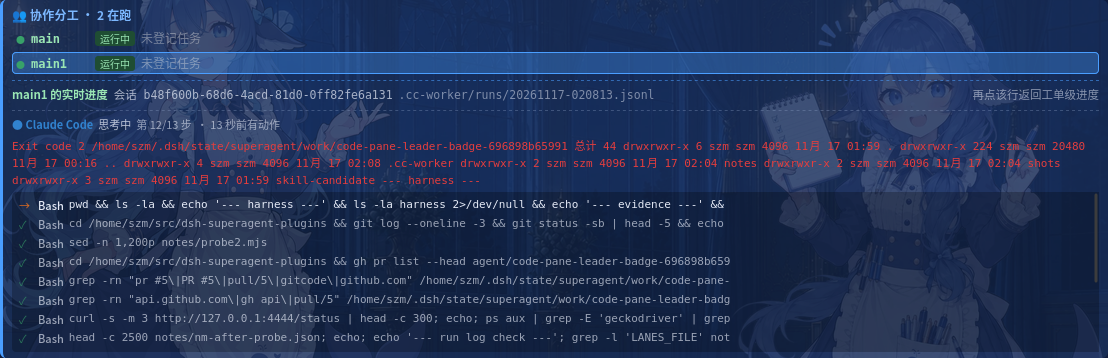 👥 协作分工 · 2 在跑
● main 运行中 未登记任务
● main1 运行中 未登记任务
main1 的实时进度 会话 b48f600b-68d6-4acd-81d0-0ff82fe6a131 .cc-worker/runs/20261117-020813.jsonl 再点该行返回工单级进度
Claude Code 思考中 第 12/13 步 · 13 秒前有动作
Exit code 2 /home/szm/.dsh/state/superagent/work/code-pane-leader-badge-696898b65991 总计 44 drwxrwxr-x 6 szm szm 4096 11月 17 01:59 . drwxrwxr-x 224 szm szm 20480
11月 17 00:16 .. drwxrwxr-x 4 szm szm 4096 11月 17 02:08 .cc-worker drwxrwxr-x 2 szm szm 4096 11月 17 02:04 notes drwxrwxr-x 2 szm szm 4096 11月 17 02:04 shots
drwxrwxr-x 3 szm szm 4096 11月 17 01:59 skill-candidate --- harness ---
→ Bash pwd && ls -la && echo '--- harness ---' && ls -la harness 2>/dev/null && echo '--- evidence ---' &&
✓ Bash cd /home/szm/src/dsh-superagent-plugins && git log --oneline -3 && git status -sb | head -5 && echo
✓ Bash sed -n 1,200p notes/probe2.mjs
✓ Bash cd /home/szm/src/dsh-superagent-plugins && gh pr list --head agent/code-pane-leader-badge-696898b659
✓ Bash grep -rn "pr #5\|PR #5\|pull/5\|gitcode\|github.com" /home/szm/.dsh/state/superagent/work/code-pane-
✓ Bash grep -rn "api.github.com\|gh api\|pull/5" /home/szm/.dsh/state/superagent/work/code-pane-leader-badg
✓ Bash curl -s -m 3 http://127.0.0.1:4444/status | head -c 300; echo; ps aux | grep -E 'geckodriver' | grep
✓ Bash head -c 2500 notes/nm-after-probe.json; echo; echo '--- run log check ---'; grep -l 'LANES_FILE' not